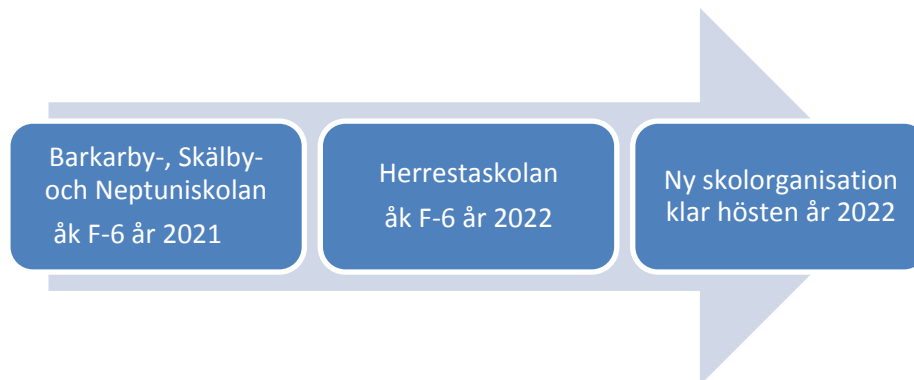 Barkarby-, Skälby-
och Neptuniskolan
åk F-6 år 2021
Herrestaskolan
åk F-6 år 2022
Ny skolorganisation
klar hösten år 2022